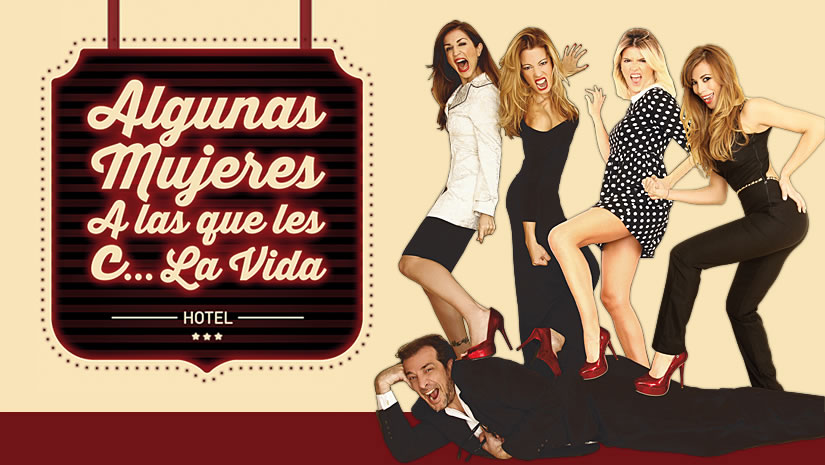 Algunas
Mujeres
A las que les
C... La Vida
HOTEL